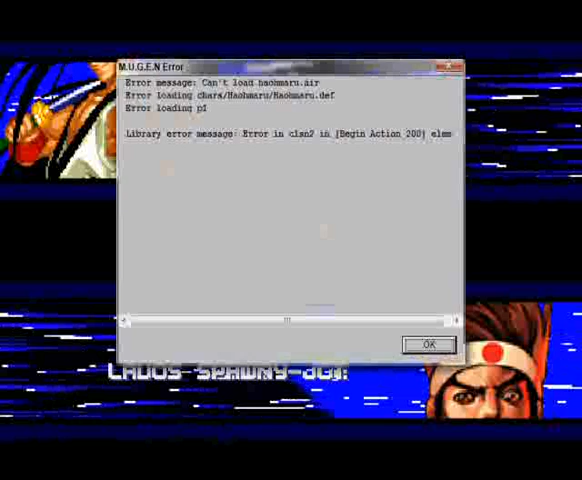 M.U.G.E.N Error
Error message: Can't load haohmaru.air
Error loading chars/Haohmaru/Haohmaru.def
Error loading p1
Library error message: Error in clsn2 in [Begin Action 200] elem
OK